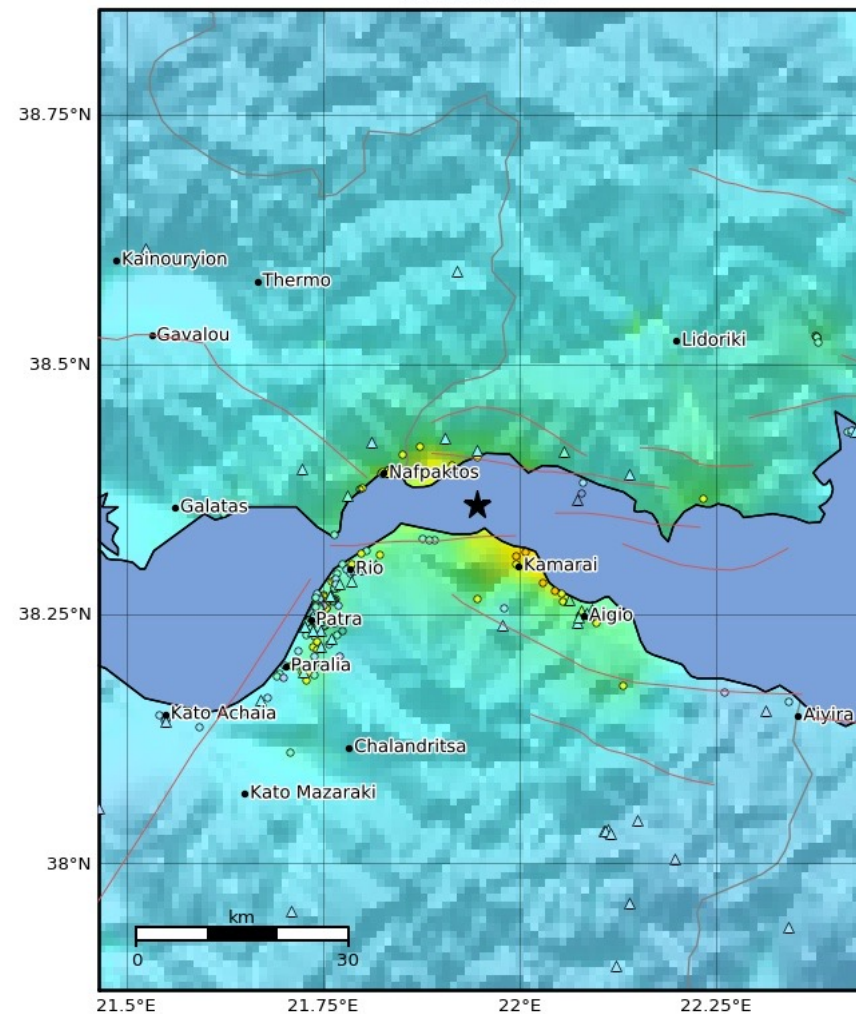 38.75°N
Kainouryion
Thermo
Gavalou
Lidoriki
38.5°N
Nafpaktos
Galatas
Kamarai
Rio
38.25°N
Aigio
Patra
Paralia
Kato Achaia
Aiyira
Chalandritsa
Kato Mazaraki
38°N
km
0 30
21.5°E 21.75°E 22°E 22.25°E